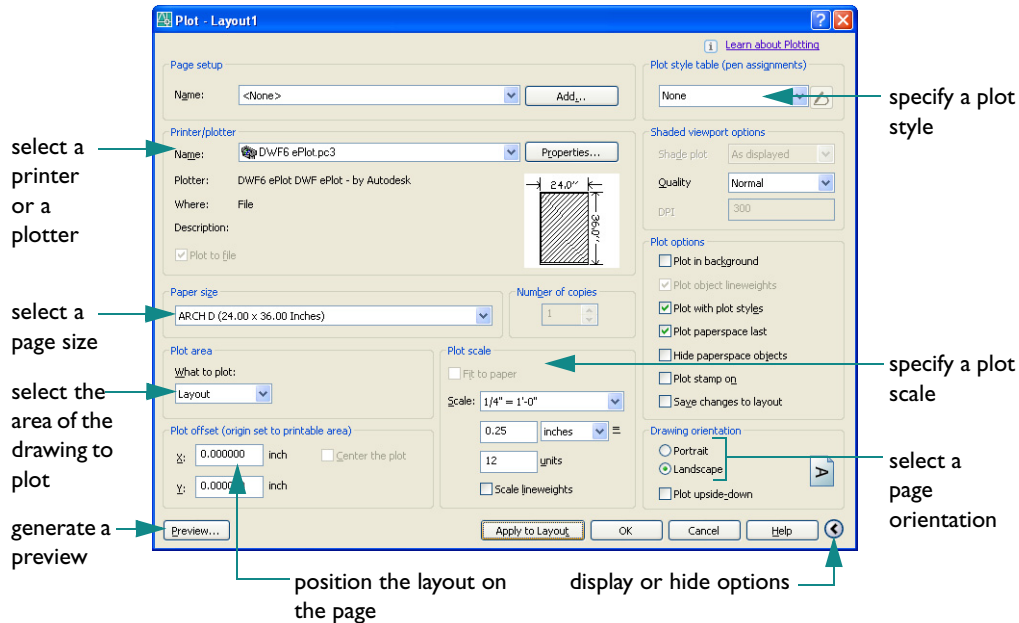 Plot - Layout1
Learn about Plotting
Page setup
Name: <None> Add...
Plot style table (pen assignments)
None
specify a plot
style
Printer/plotter
Name: DWF6 ePlot.pc3 Properties...
Plotter: DWF6 ePlot DWF ePlot - by Autodesk
Where: File
Description:
Plot to file
24.0''
36.0''
select a
printer
or a
plotter
Shaded viewport options
Shade plot As displayed
Quality Normal
DPI 300
Paper size
ARCH D (24.00 x 36.00 Inches)
Number of copies
1
select a
page size
Plot options
Plot in background
Plot object lineweights
Plot with plot styles
Plot paperspace last
Hide paperspace objects
Plot stamp on
Save changes to layout
Plot area
What to plot:
Layout
select the
area of the
drawing to
plot
Plot scale
Fit to paper
Scale: 1/4" = 1'-0"
0.25 inches =
12 units
Scale lineweights
specify a plot
scale
Plot offset (origin set to printable area)
X: 0.000000 inch Center the plot
Y: inch
Drawing orientation
Portrait
Landscape
Plot upside-down
A
select a
page
orientation
Preview... Apply to Layout OK Cancel Help
generate a
preview
position the layout on
the page
display or hide options